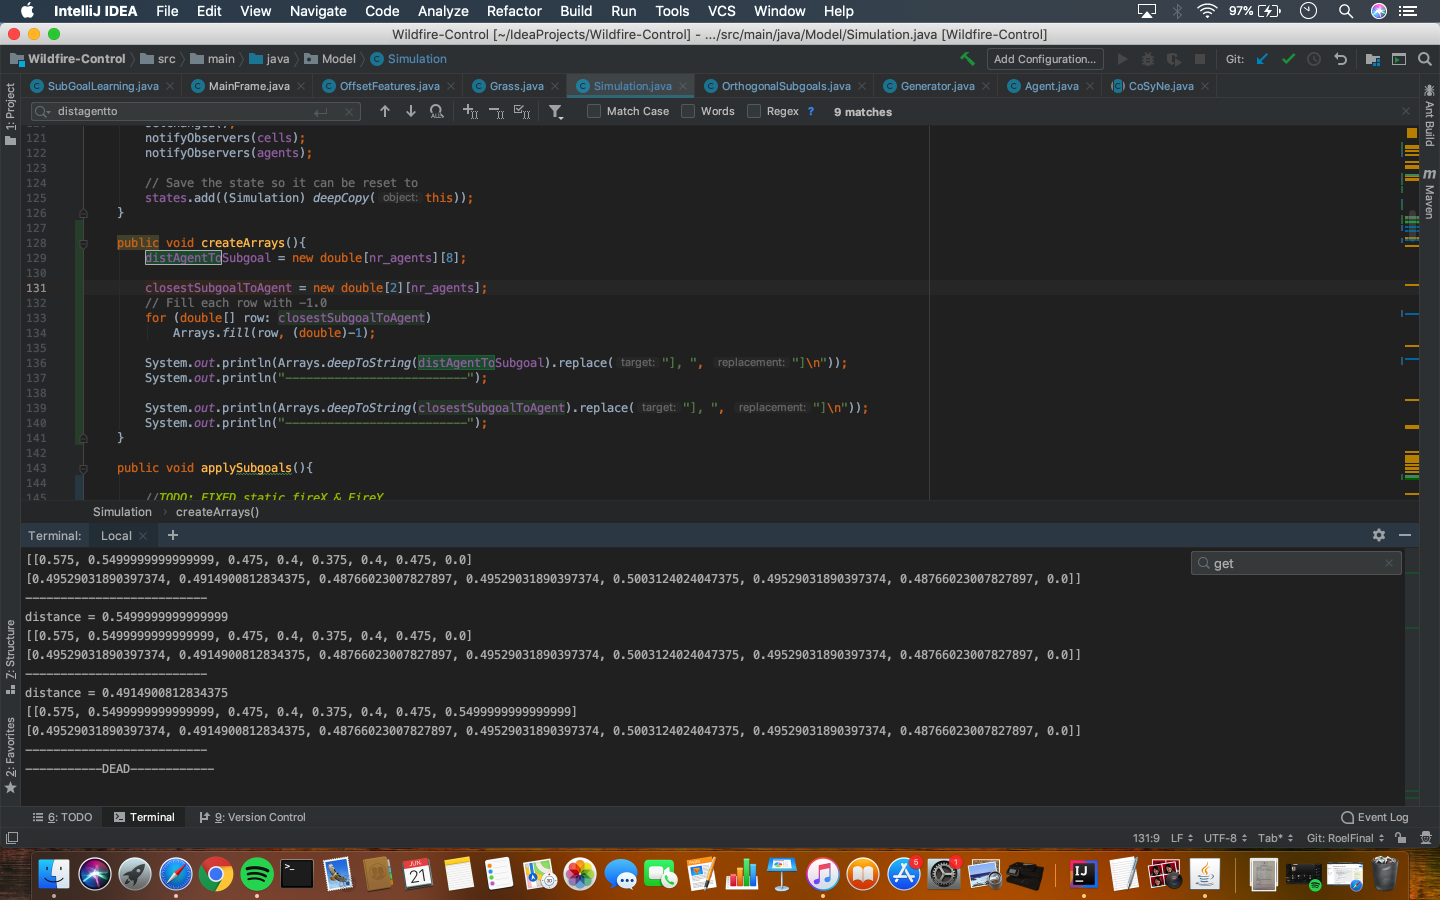 IntelliJ IDEA File Edit View Navigate Code Analyze Refactor Build Run Tools VCS Window Help 97%
Wildfire-Control [~/IdeaProjects/Wildfire-Control] - .../src/main/java/Model/Simulation.java [Wildfire-Control]
Wildfire-Control src main java Model Simulation Add Configuration... Git:
SubGoalLearning.java MainFrame.java OffsetFeatures.java Grass.java Simulation.java OrthogonalSubgoals.java Generator.java Agent.java CoSyNe.java
distagentto Match Case Words Regex ? 9 matches
121 notifyObservers(cells);
122 notifyObservers(agents);
123
124 // Save the state so it can be reset to
125 states.add((Simulation) deepCopy( object: this));
126 }
127
128 public void createArrays(){
129 distAgentToSubgoal = new double[nr_agents][8];
130
131 closestSubgoalToAgent = new double[2][nr_agents];
132 // Fill each row with -1.0
133 for (double[] row: closestSubgoalToAgent)
134 Arrays.fill(row, (double)-1);
135
136 System.out.println(Arrays.deepToString(distAgentToSubgoal).replace( target: "], ", replacement: "]\n"));
137 System.out.println("--------------------------");
138
139 System.out.println(Arrays.deepToString(closestSubgoalToAgent).replace( target: "], ", replacement: "]\n"));
140 System.out.println("--------------------------");
141 }
142
143 public void applySubgoals(){
144
145 //TODO: FIXED static fireX & FireY
Simulation createArrays()
Terminal: Local +
get
[[0.575, 0.5499999999999999, 0.475, 0.4, 0.375, 0.4, 0.475, 0.0]
[0.49529031890397374, 0.4914900812834375, 0.48766023007827897, 0.49529031890397374, 0.5003124024047375, 0.49529031890397374, 0.48766023007827897, 0.0]]
--------------------------
distance = 0.5499999999999999
[[0.575, 0.5499999999999999, 0.475, 0.4, 0.375, 0.4, 0.475, 0.0]
[0.49529031890397374, 0.4914900812834375, 0.48766023007827897, 0.49529031890397374, 0.5003124024047375, 0.49529031890397374, 0.48766023007827897, 0.0]]
--------------------------
distance = 0.4914900812834375
[[0.575, 0.5499999999999999, 0.475, 0.4, 0.375, 0.4, 0.475, 0.5499999999999999]
[0.49529031890397374, 0.4914900812834375, 0.48766023007827897, 0.49529031890397374, 0.5003124024047375, 0.49529031890397374, 0.48766023007827897, 0.0]]
--------------------------
-----------DEAD------------
1: Project
Z: Structure
2: Favorites
Ant Build
Maven
6: TODO Terminal 9: Version Control Event Log
131:9 LF UTF-8 Tab* Git: RoelFinal
JUN
21
5
1
IJ